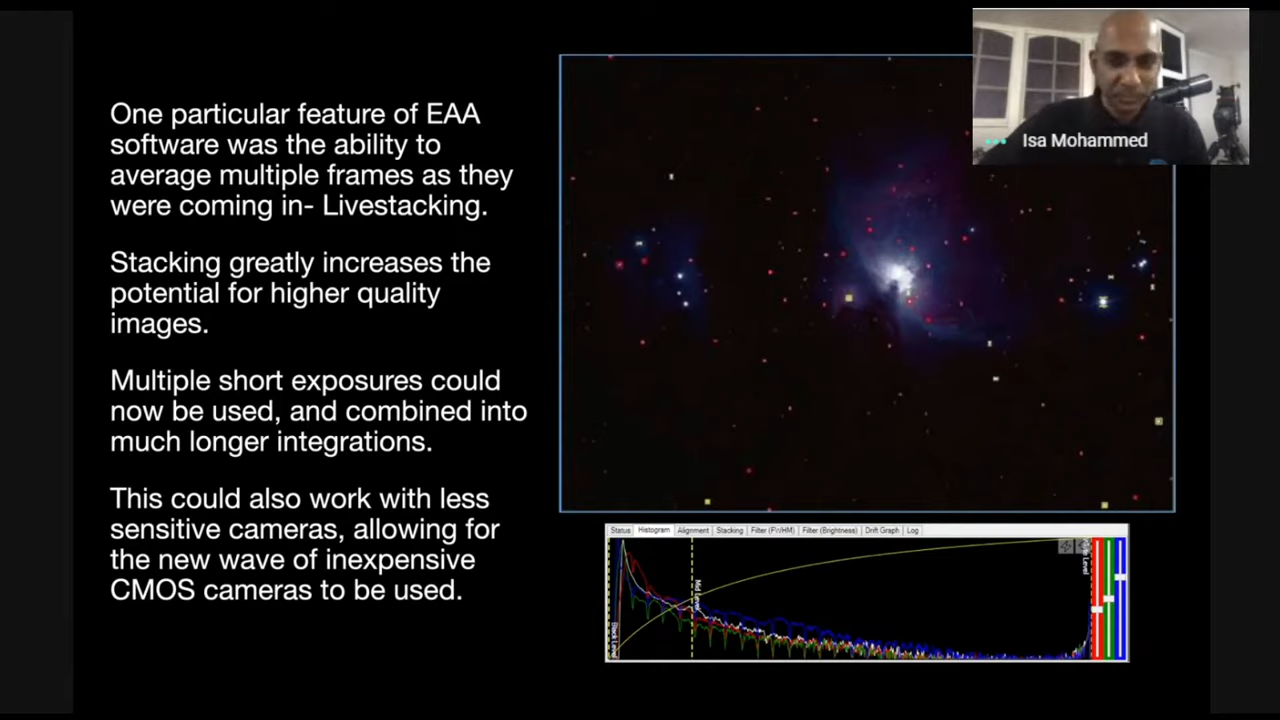 One particular feature of EAA
software was the ability to
average multiple frames as they
were coming in- Livestacking.
Stacking greatly increases the
potential for higher quality
images.
Multiple short exposures could
now be used, and combined into
much longer integrations.
This could also work with less
sensitive cameras, allowing for
the new wave of inexpensive
CMOS cameras to be used.
Isa Mohammed
Status Histogram Alignment Stacking Filter (FWHM) Filter (Brightness) Drift Graph Log
Black Level
Mid Level
Level